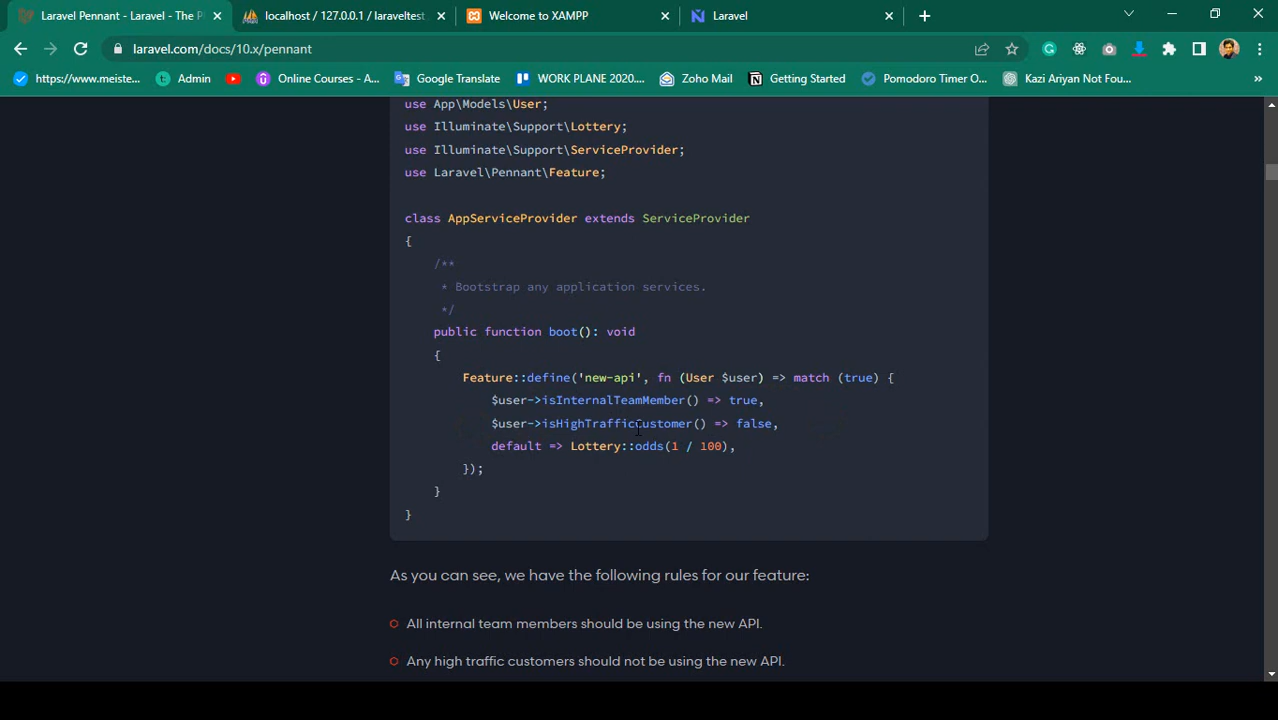 Laravel Pennant - Laravel - The P
localhost / 127.0.0.1 / laraveltest
Welcome to XAMPP
Laravel
laravel.com/docs/10.x/pennant
https://www.meiste...
Admin
Online Courses - A...
Google Translate
WORK PLANE 2020....
Zoho Mail
Getting Started
Pomodoro Timer O...
Kazi Ariyan Not Fou...
»
use App\Models\User;
use Illuminate\Support\Lottery;
use Illuminate\Support\ServiceProvider;
use Laravel\Pennant\Feature;
class AppServiceProvider extends ServiceProvider
{
/**
* Bootstrap any application services.
*/
public function boot(): void
{
Feature::define('new-api', fn (User $user) => match (true) {
$user->isInternalTeamMember() => true,
$user->isHighTrafficCustomer() => false,
default => Lottery::odds(1 / 100),
});
}
}
As you can see, we have the following rules for our feature:
All internal team members should be using the new API.
Any high traffic customers should not be using the new API.